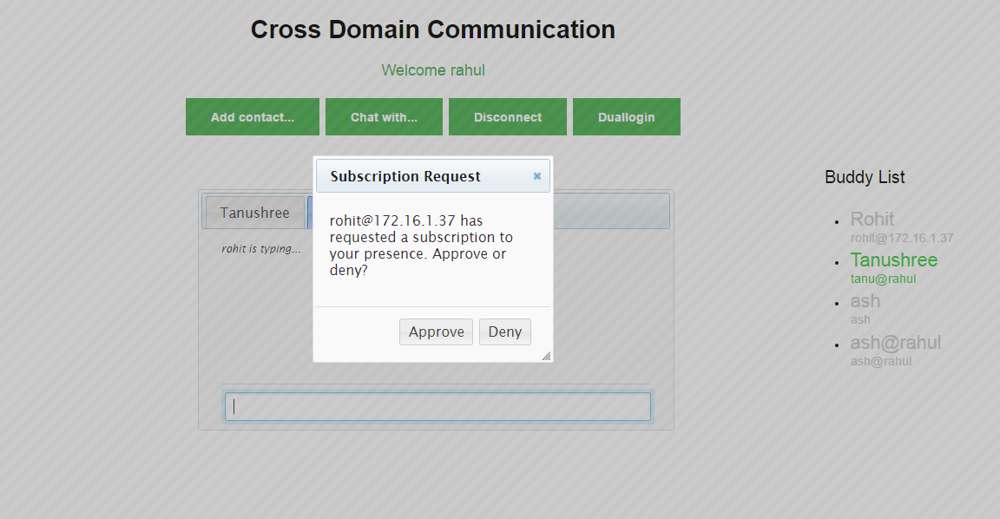 Cross Domain Communication
Welcome rahul
Add contact... Chat with... Disconnect Duallogin
Subscription Request
rohit@172.16.1.37 has
requested a subscription to
your presence. Approve or
deny?
Approve Deny
Tanushree
rohit is typing...
Buddy List
Rohit
rohit@172.16.1.37
Tanushree
tanu@rahul
ash
ash
ash@rahul
ash@rahul